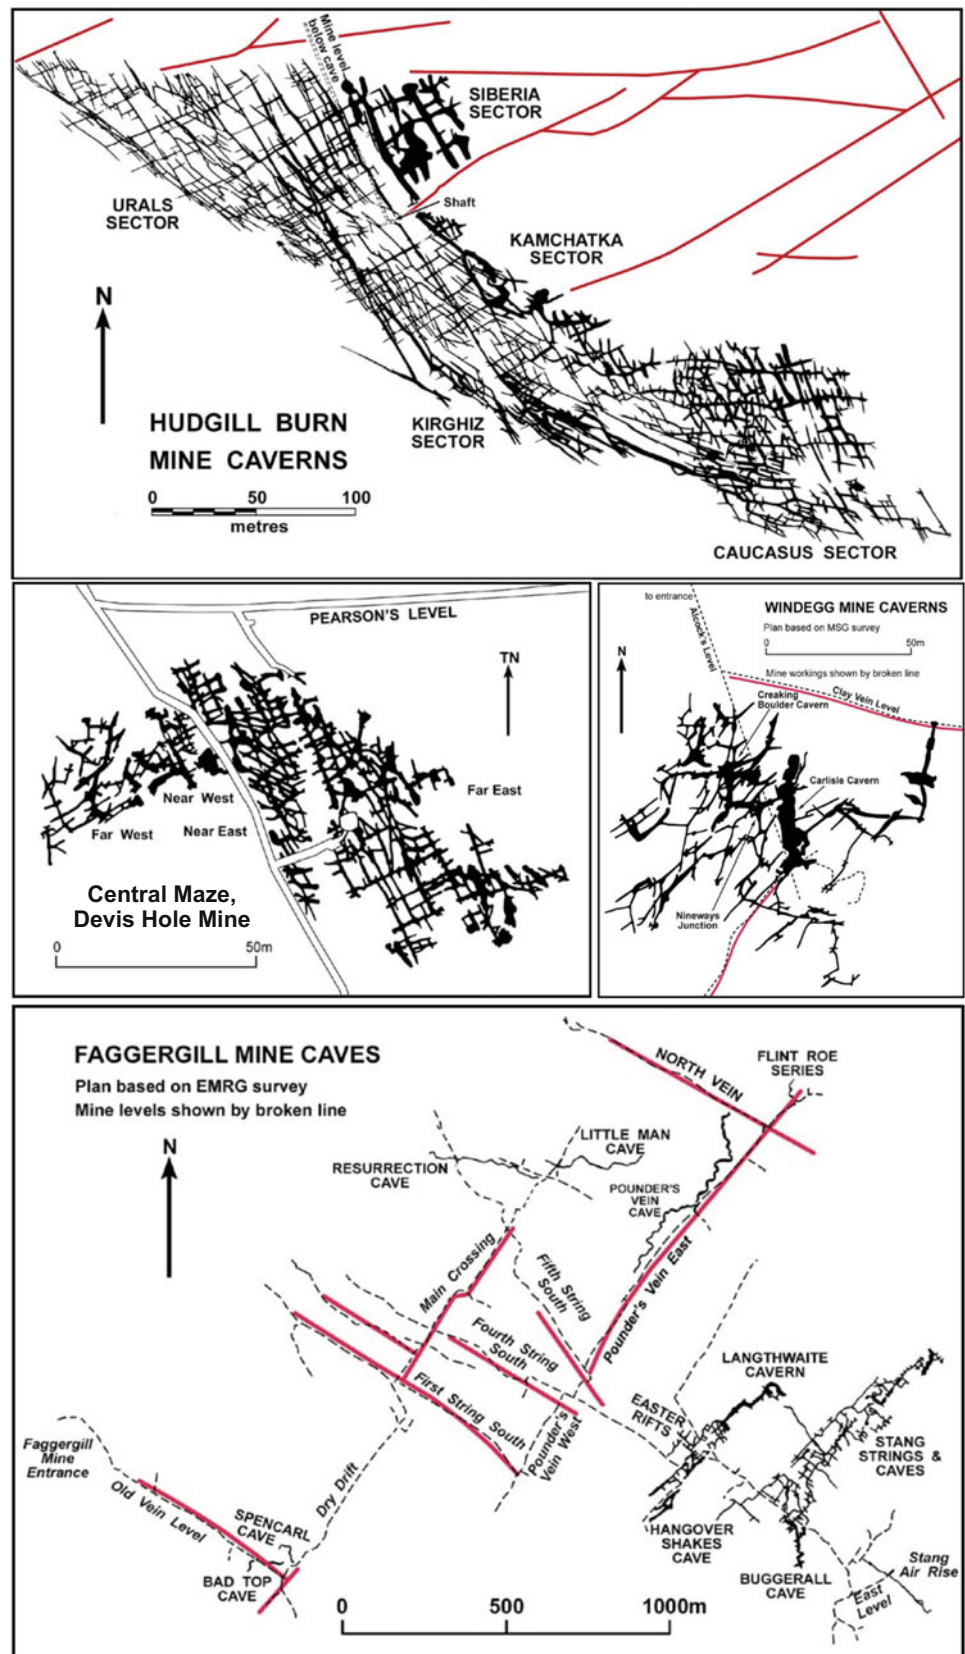 Mine level
below cave
SIBERIA
SECTOR
URALS
SECTOR
Shaft
KAMCHATKA
SECTOR
N
HUDGILL BURN
MINE CAVERNS
0 50 100
metres
KIRGHIZ
SECTOR
CAUCASUS SECTOR
PEARSON'S LEVEL
TN
Near West
Far East
Far West
Near East
Central Maze,
Devis Hole Mine
0 50m
to entrance
Alcock's Level
WINDEGG MINE CAVERNS
Plan based on MSG survey
0 50m
N
Mine workings shown by broken line
Clay Vein Level
Creaking
Boulder Cavern
Carlisle Cavern
Nineways
Junction
FAGGERGILL MINE CAVES
Plan based on EMRG survey
Mine levels shown by broken line
N
NORTH VEIN
FLINT ROE
SERIES
LITTLE MAN
CAVE
RESURRECTION
CAVE
POUNDER'S
VEIN
CAVE
Main Crossing
Fifth String
South
Pounder's Vein East
Fourth String
South
First String South
Pounder's
Vein West
LANGTHWAITE
CAVERN
EASTER
RIFTS
STANG
STRINGS &
CAVES
Faggergill
Mine
Entrance
Old Vein Level
Dry Drift
SPENCARL
CAVE
BAD TOP
CAVE
HANGOVER
SHAKES
CAVE
BUGGERALL
CAVE
Stang
Air Rise
East
Level
0 500 1000m